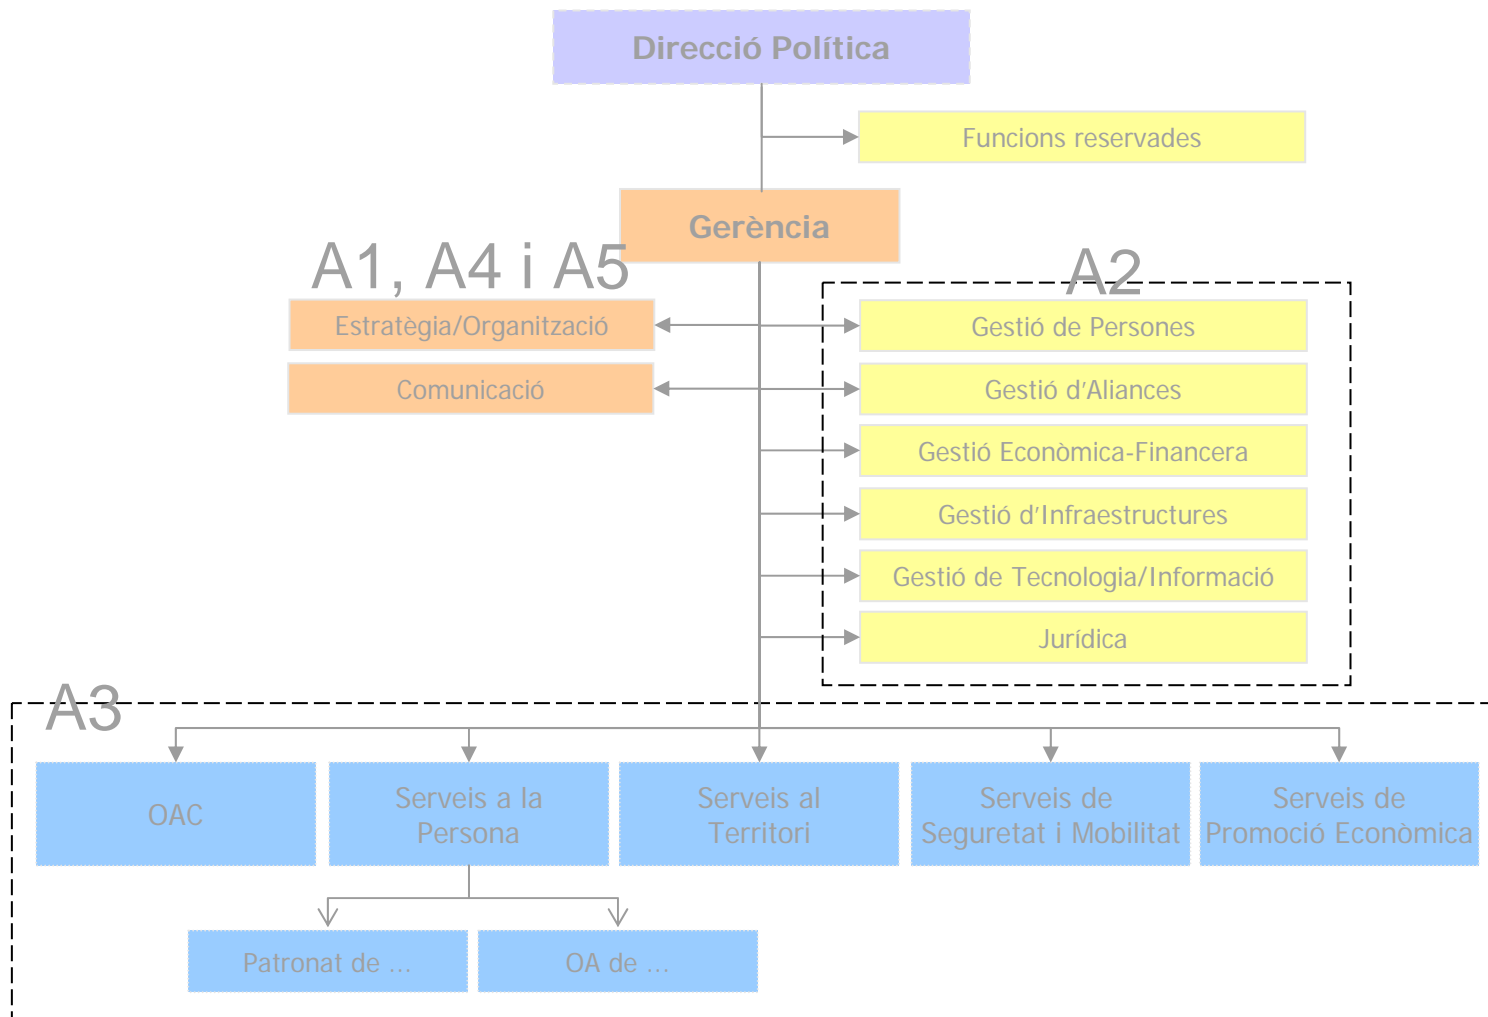 Direcció Política
Funcions reservades
Gerència
A1, A4 i A5
A2
Estratègia/Organització
Gestió de Persones
Comunicació
Gestió d'Aliances
Gestió Econòmica-Financera
Gestió d'Infraestructures
Gestió de Tecnologia/Informació
Jurídica
A3
OAC
Serveis a la
Persona
Serveis al
Territori
Serveis de
Seguretat i Mobilitat
Serveis de
Promoció Econòmica
Patronat de ...
OA de ...